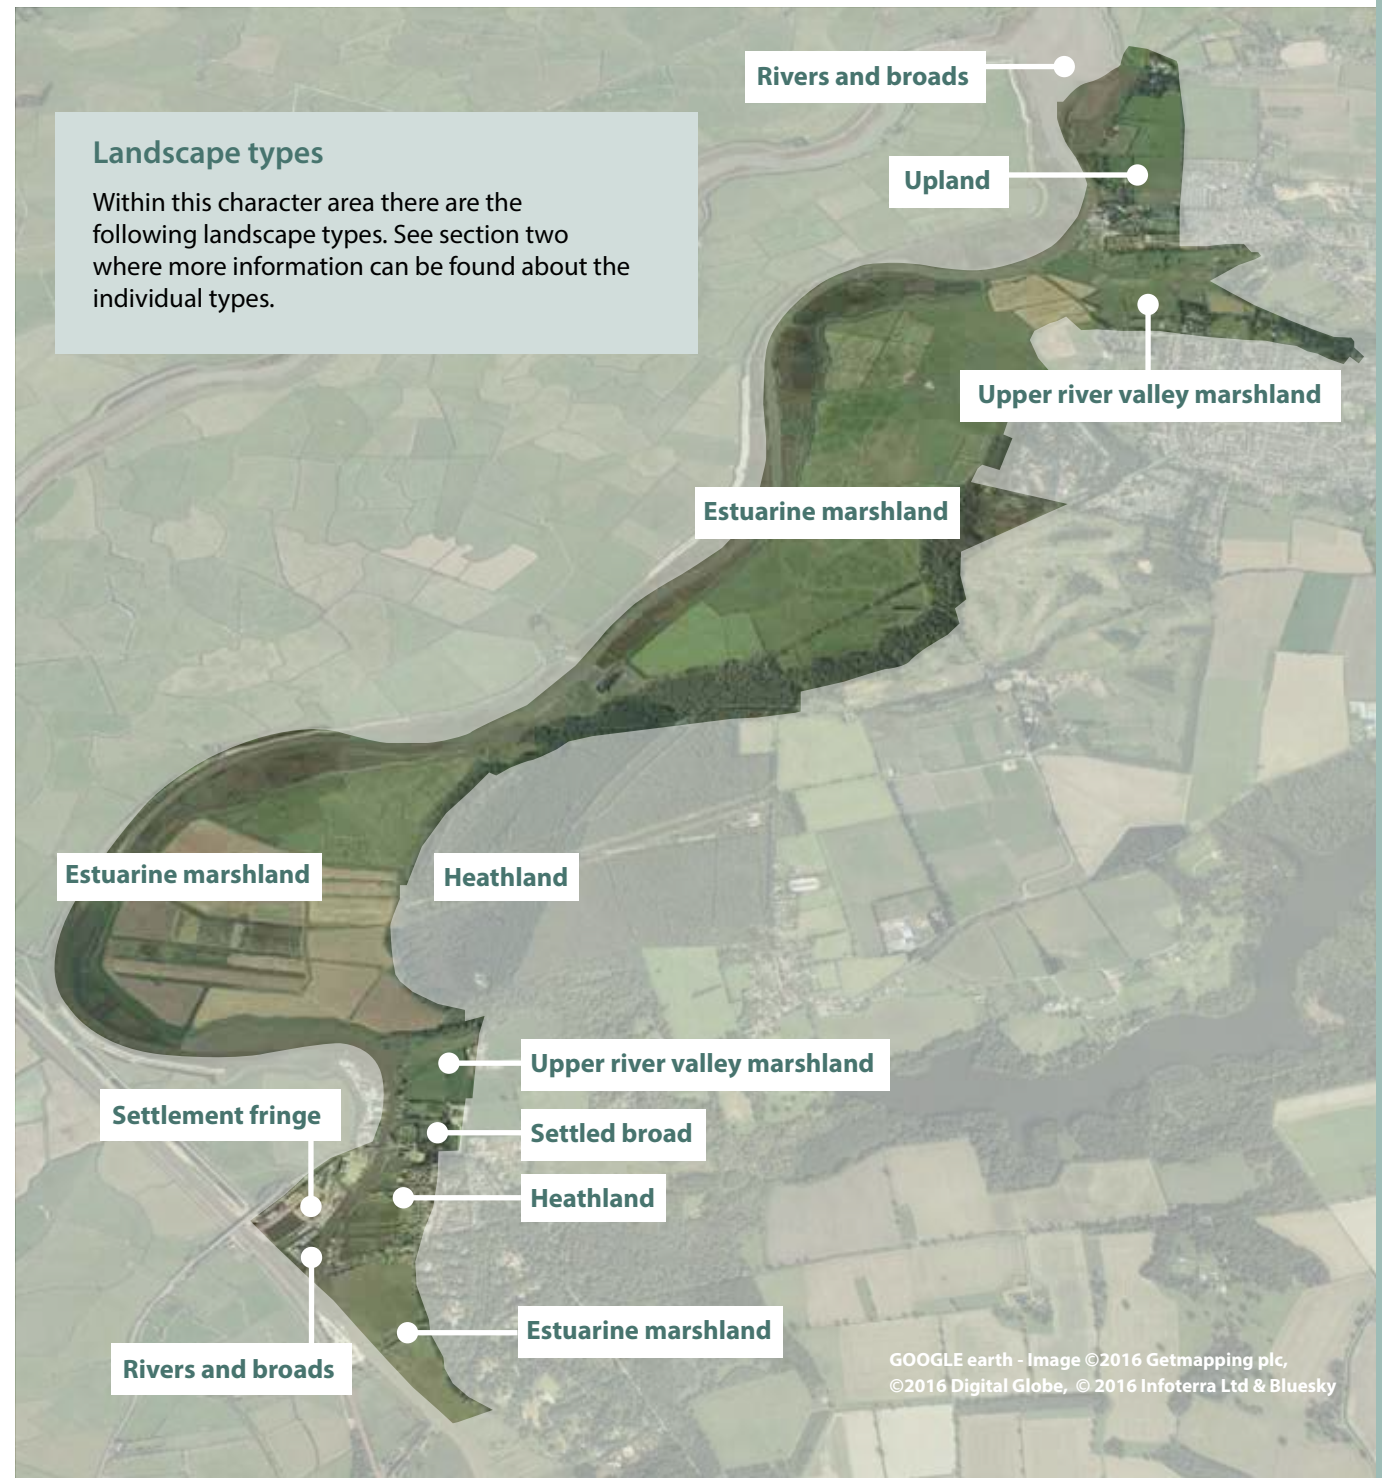 Rivers and broads
Landscape types
Within this character area there are the
following landscape types. See section two
where more information can be found about the
individual types.
Upland
Upper river valley marshland
Estuarine marshland
Estuarine marshland
Heathland
Upper river valley marshland
Settlement fringe
Settled broad
Heathland
Estuarine marshland
Rivers and broads
GOOGLE earth - Image ©2016 Getmapping plc,
©2016 Digital Globe, © 2016 Infoterra Ltd & Bluesky